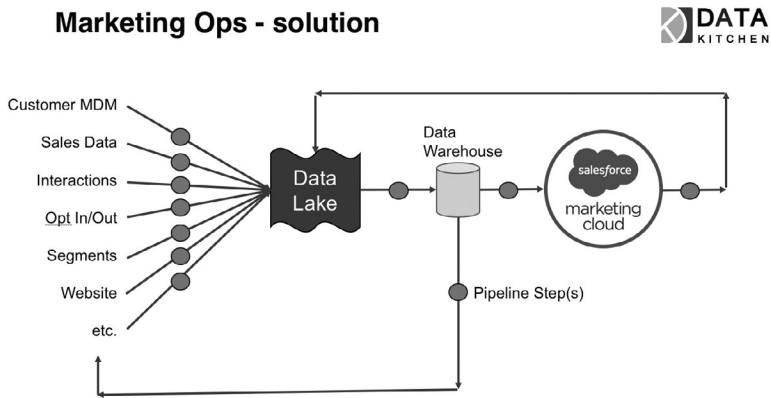 Marketing Ops - solution
DATA
KITCHEN
Customer MDM
Sales Data
Interactions
Opt In/Out
Segments
Website
etc.
Data
Lake
Data
Warehouse
salesforce
marketing
cloud
Pipeline Step(s)